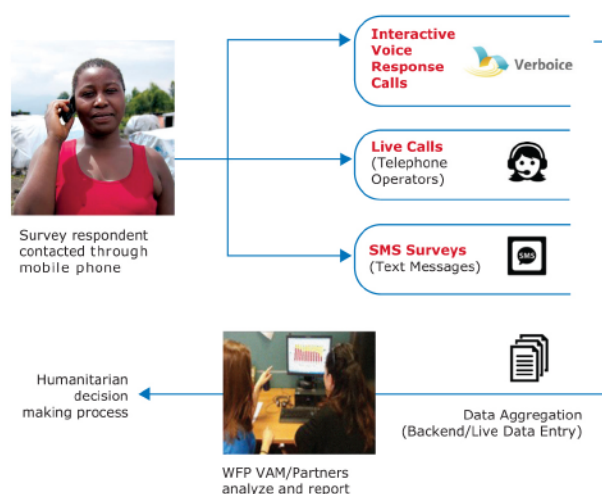 Interactive
Voice
Response
Calls
Verboice
Live Calls
(Telephone
Operators)
SMS Surveys
(Text Messages)
SMS
Survey respondent
contacted through
mobile phone
Humanitarian
decision
making process
WFP VAM/Partners
analyze and report
Data Aggregation
(Backend/Live Data Entry)